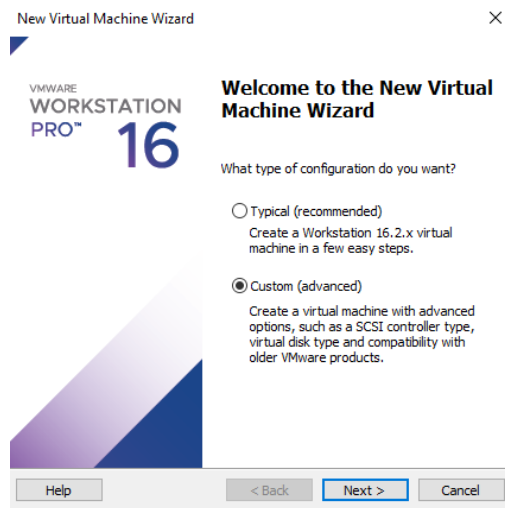 New Virtual Machine Wizard
VMWARE
WORKSTATION
PRO™ 16
Welcome to the New Virtual
Machine Wizard
What type of configuration do you want?
Typical (recommended)
Create a Workstation 16.2.x virtual
machine in a few easy steps.
Custom (advanced)
Create a virtual machine with advanced
options, such as a SCSI controller type,
virtual disk type and compatibility with
older VMware products.
Help < Back Next > Cancel